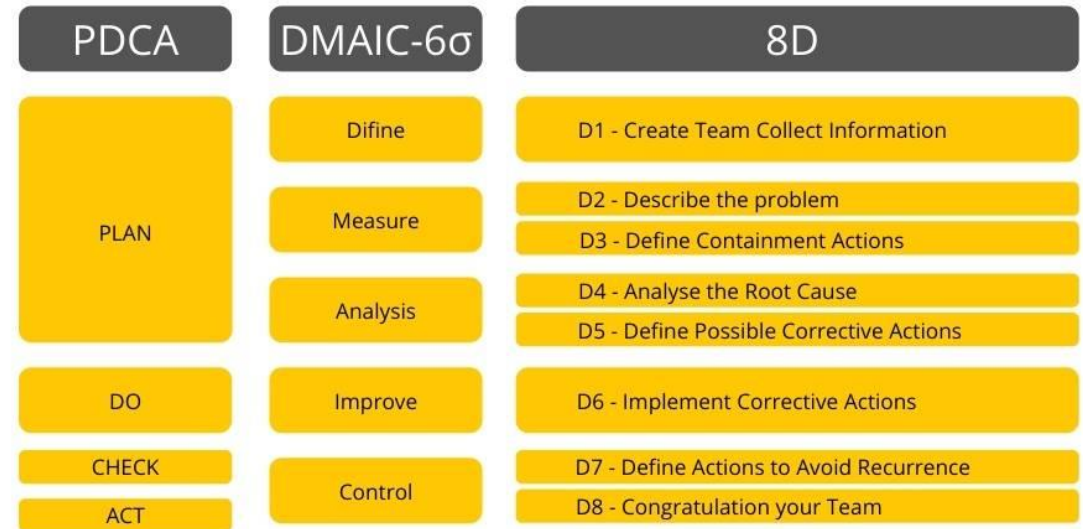 PDCA
DMAIC-6σ
8D
PLAN
DO
CHECK
ACT
Difine
Measure
Analysis
Improve
Control
D1 - Create Team Collect Information
D2 - Describe the problem
D3 - Define Containment Actions
D4 - Analyse the Root Cause
D5 - Define Possible Corrective Actions
D6 - Implement Corrective Actions
D7 - Define Actions to Avoid Recurrence
D8 - Congratulation your Team